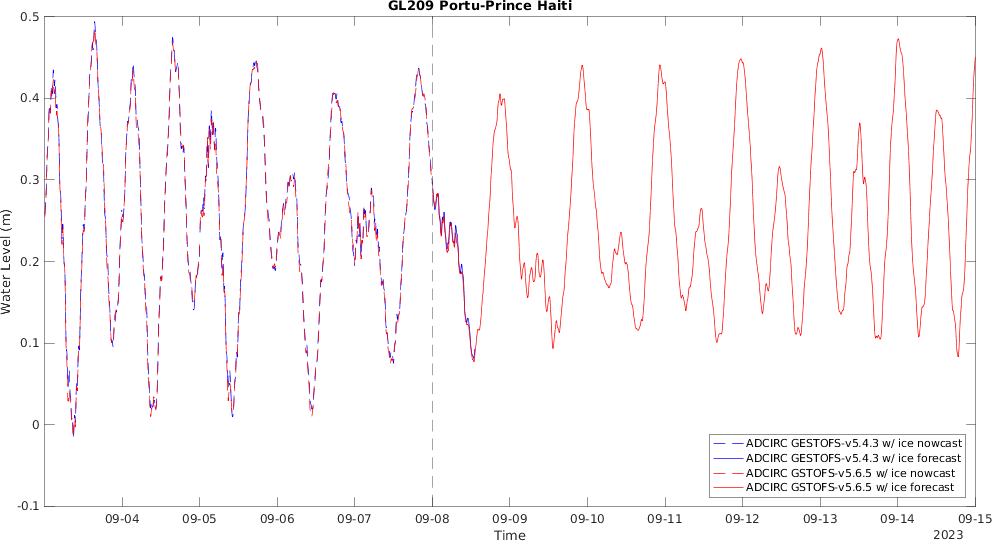 GL209 Portu-Prince Haiti
0.5
0.4
0.3
0.2
0.1
0
-0.1
Water Level (m)
09-04 09-05 09-06 09-07 09-08 09-09 09-10 09-11 09-12 09-13 09-14 09-15
Time
2023
ADCIRC GESTOFS-v5.4.3 w/ ice nowcast
ADCIRC GESTOFS-v5.4.3 w/ ice forecast
ADCIRC GSTOFS-v5.6.5 w/ ice nowcast
ADCIRC GSTOFS-v5.6.5 w/ ice forecast